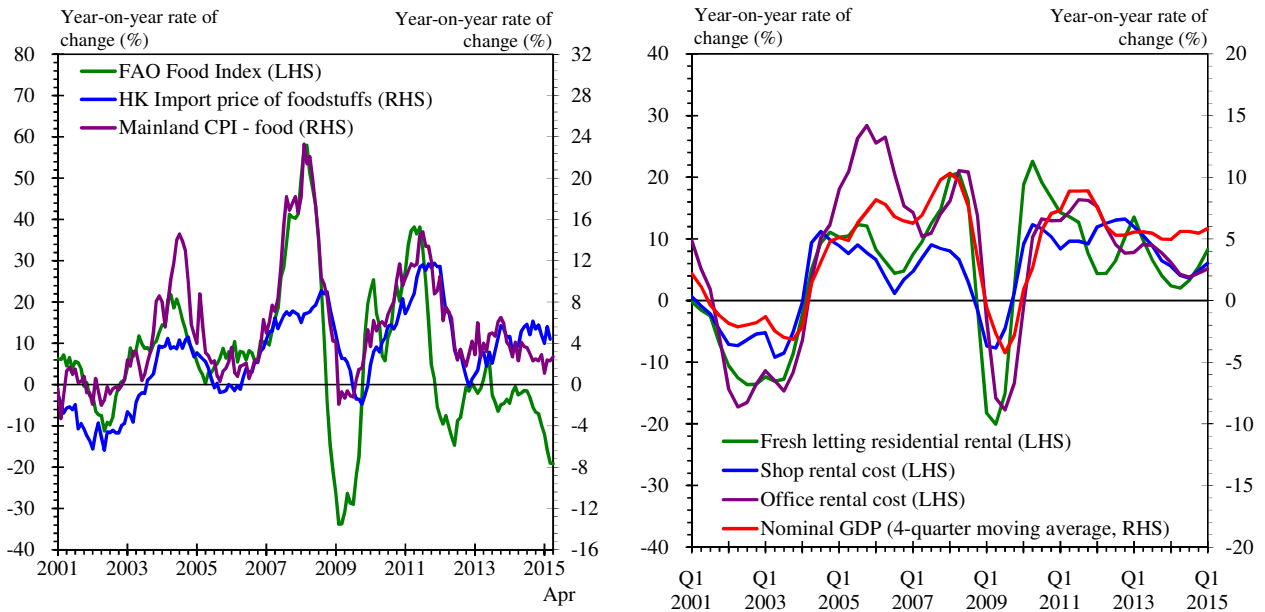 Year-on-year rate of
change (%)
Year-on-year rate of
change (%)
80
70
60
50
40
30
20
10
0
-10
-20
-30
-40
FAO Food Index (LHS)
HK Import price of foodstuffs (RHS)
Mainland CPI - food (RHS)
32
28
24
20
16
12
8
4
0
-4
-8
-12
-16
2001
2003
2005
2007
2009
2011
2013
2015
Apr
Year-on-year rate of
change (%)
Year-on-year rate of
change (%)
40
30
20
10
0
-10
-20
-30
-40
Fresh letting residential rental (LHS)
Shop rental cost (LHS)
Office rental cost (LHS)
Nominal GDP (4-quarter moving average, RHS)
20
15
10
5
0
-5
-10
-15
-20
Q1
2001
Q1
2003
Q1
2005
Q1
2007
Q1
2009
Q1
2011
Q1
2013
Q1
2015